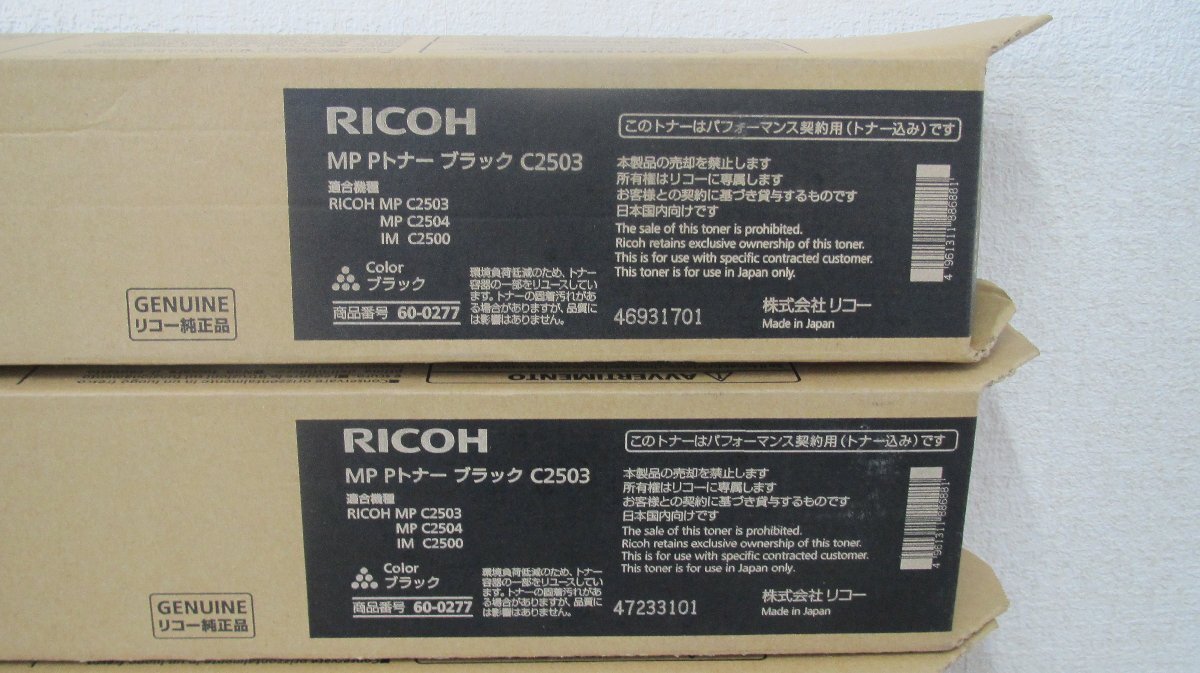 RICOH
MP Pトナー ブラック C2503
適合機種
RICOH MP C2503
MP C2504
IM C2500
Color
ブラック
商品番号 60-0277
環境負荷低減のため、トナー
容器の一部をリユースしてい
ます。トナーの固着汚れがあ
る場合がありますが、品質に
は影響はありません。
このトナーはパフォーマンス契約用(トナー込み)です
本製品の売却を禁止します
所有権はリコーに専属します
お客様との契約に基づき貸与するものです
日本国内向けです
The sale of this toner is prohibited.
Ricoh retains exclusive ownership of this toner.
This is for use with specific contracted customer.
This toner is for use in Japan only.
46931701
株式会社 リコー
Made in Japan
4 961311 886801
GENUINE
リコー純正品
Conservare orizzontalmente in un luogo fresco
AVVERTIMENTO
RICOH
MP Pトナー ブラック C2503
適合機種
RICOH MP C2503
MP C2504
IM C2500
Color
ブラック
商品番号 60-0277
環境負荷低減のため、トナー
容器の一部をリユースしてい
ます。トナーの固着汚れがあ
る場合がありますが、品質に
は影響はありません。
このトナーはパフォーマンス契約用(トナー込み)です
本製品の売却を禁止します
所有権はリコーに専属します
お客様との契約に基づき貸与するものです
日本国内向けです
The sale of this toner is prohibited.
Ricoh retains exclusive ownership of this toner.
This is for use with specific contracted customer.
This toner is for use in Japan only.
47233101
株式会社 リコー
Made in Japan
4 961311 886801
GENUINE
リコー純正品